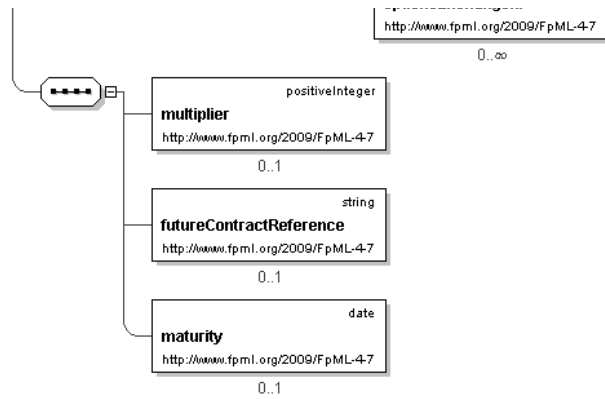 http://www.fpml.org/2009/FpML-4-7
0..∞
positiveInteger
multiplier
http://www.fpml.org/2009/FpML-4-7
0..1
string
futureContractReference
http://www.fpml.org/2009/FpML-4-7
0..1
date
maturity
http://www.fpml.org/2009/FpML-4-7
0..1